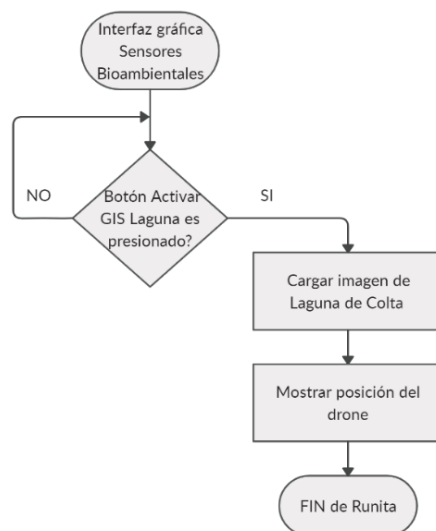 Interfaz gráfica
Sensores
Bioambientales
NO
Botón Activar
GIS Laguna es
presionado?
SI
Cargar imagen de
Laguna de Colta
Mostrar posición del
drone
FIN de Runita